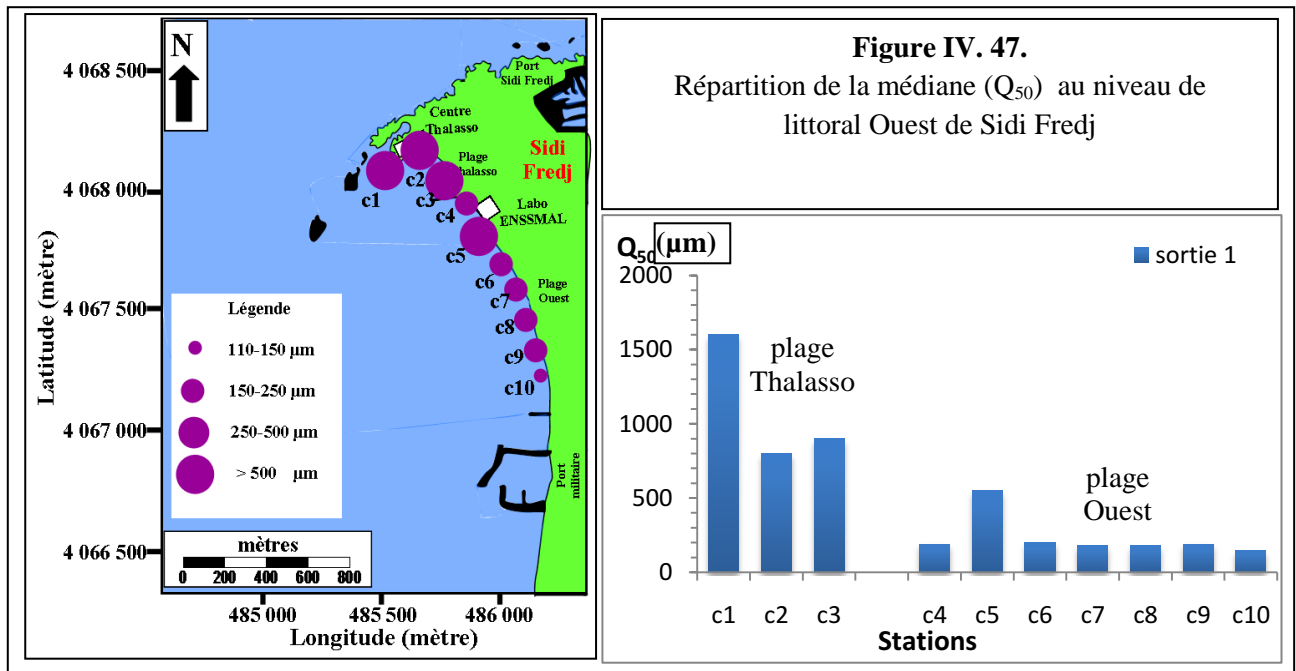 N
4 068 500
4 068 000
4 067 500
4 067 000
4 066 500
Latitude (mètre)
Port
Sidi Fredj
Centre
Thalasso
Sidi
Fredj
Plage
halasso
Labo
ENSSMAL
Plage
Ouest
Port
militaire
c1
c2
c3
c4
c5
c6
c7
c8
c9
c10
Légende
110-150 µm
150-250 µm
250-500 µm
> 500 µm
mètres
0 200 400 600 800
485 000 485 500 486 000
Longitude (mètre)
Figure IV. 47.
Répartition de la médiane (Q50) au niveau de
littoral Ouest de Sidi Fredj
Q50 (µm)
sortie 1
2000
1500
1000
500
0
plage
Thalasso
plage
Ouest
c1 c2 c3 c4 c5 c6 c7 c8 c9 c10
Stations